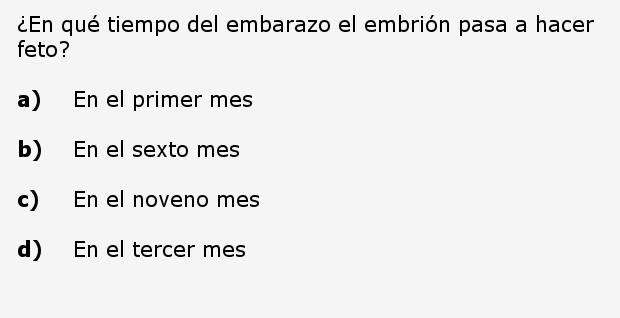 ¿En qué tiempo del embarazo el embrión pasa a hacer
feto?
a) En el primer mes
b) En el sexto mes
c) En el noveno mes
d) En el tercer mes